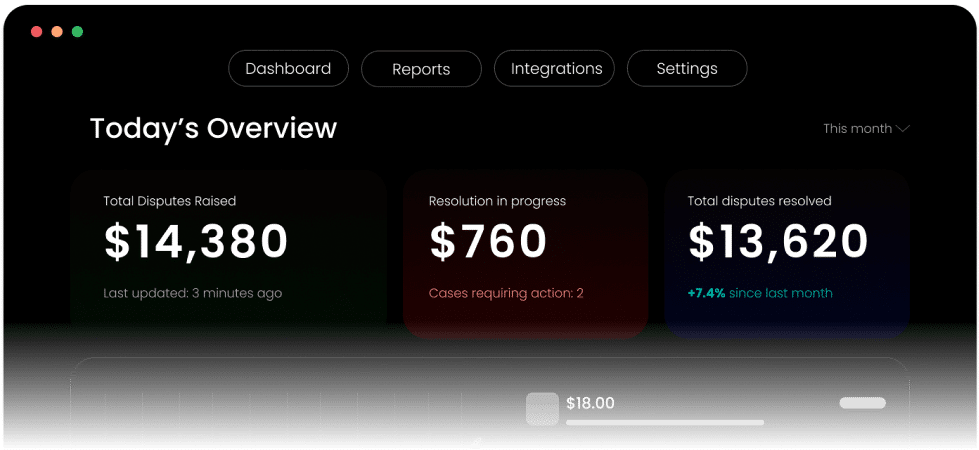 Dashboard
Reports
Integrations
Settings
Today’s Overview
This month
Total Disputes Raised
$14,380
Last updated: 3 minutes ago
Resolution in progress
$760
Cases requiring action: 2
Total disputes resolved
$13,620
+7.4% since last month
$18.00